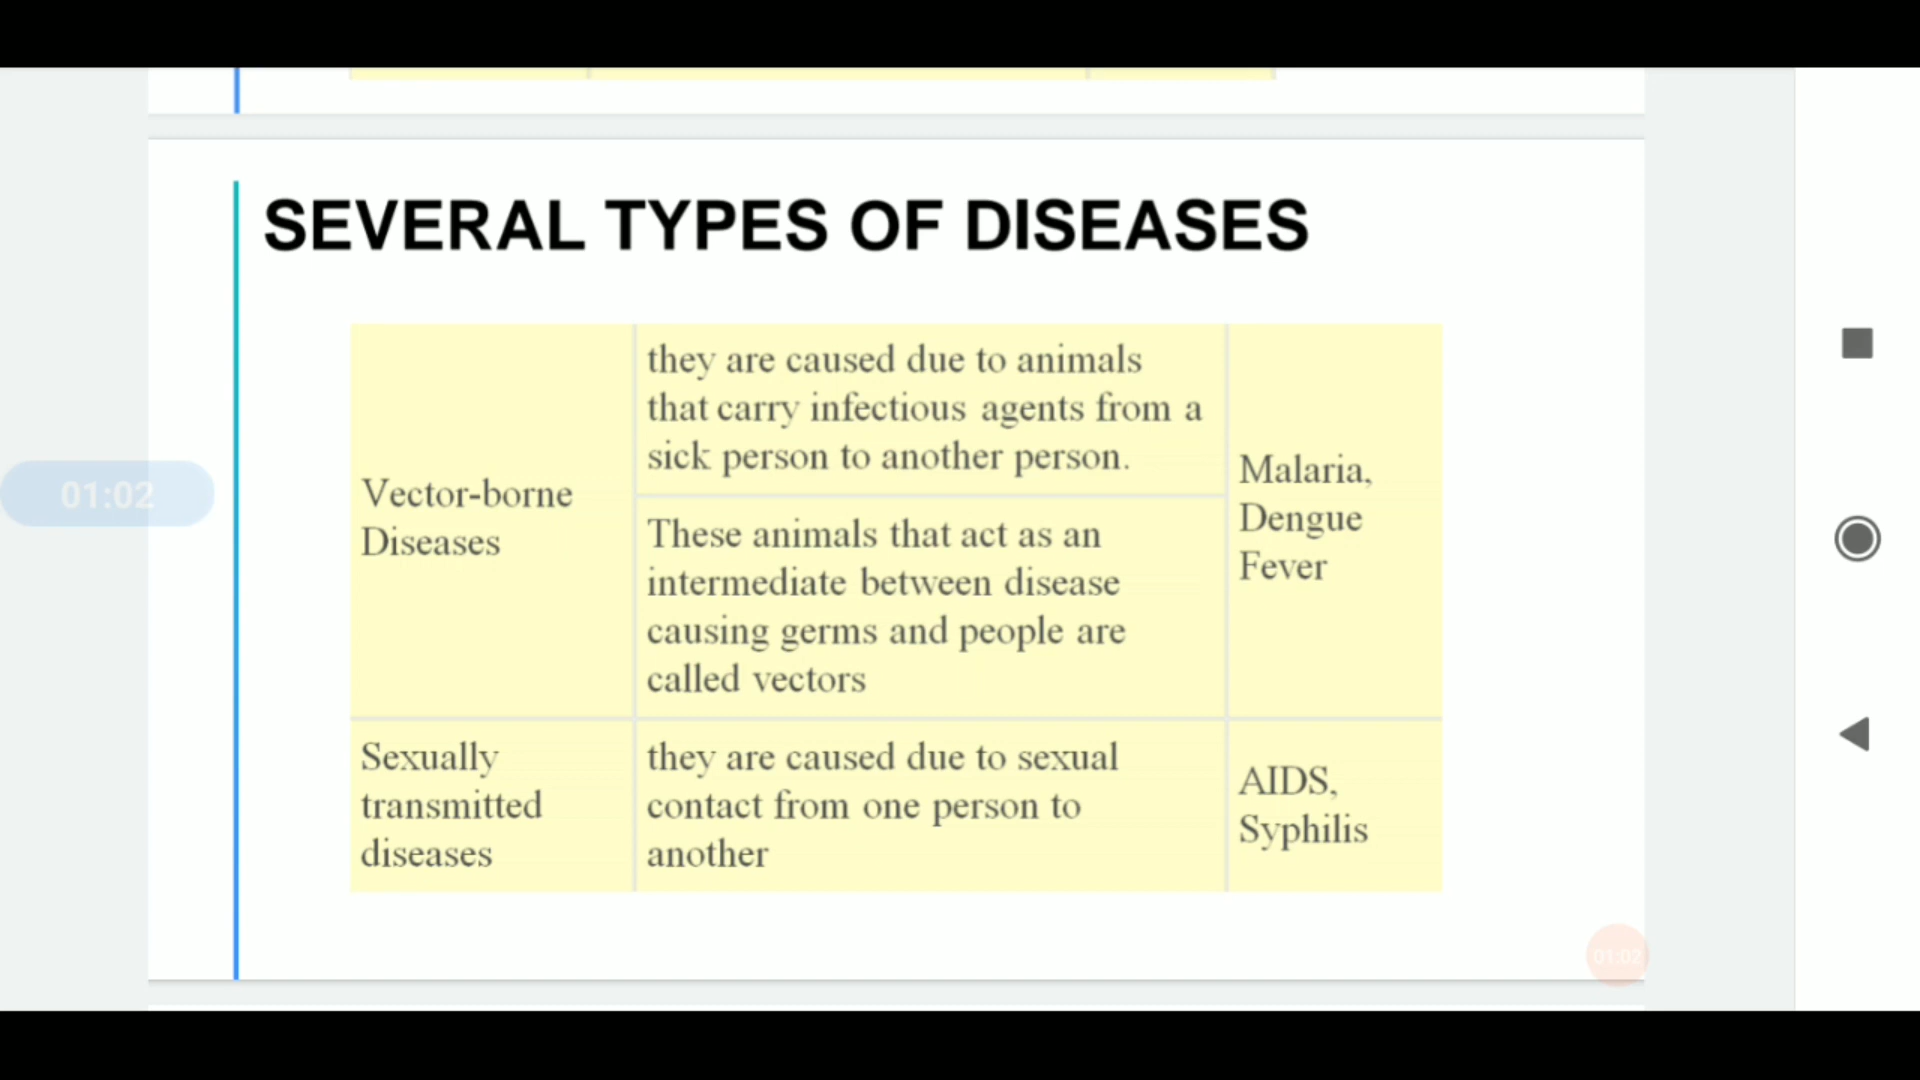 SEVERAL TYPES OF DISEASES
they are caused due to animals
that carry infectious agents from a
sick person to another person.
Vector-borne
Diseases
These animals that act as an
intermediate between disease
causing germs and people are
called vectors
Malaria,
Dengue
Fever
Sexually
transmitted
diseases
they are caused due to sexual
contact from one person to
another
AIDS,
Syphilis
01:02
01:02